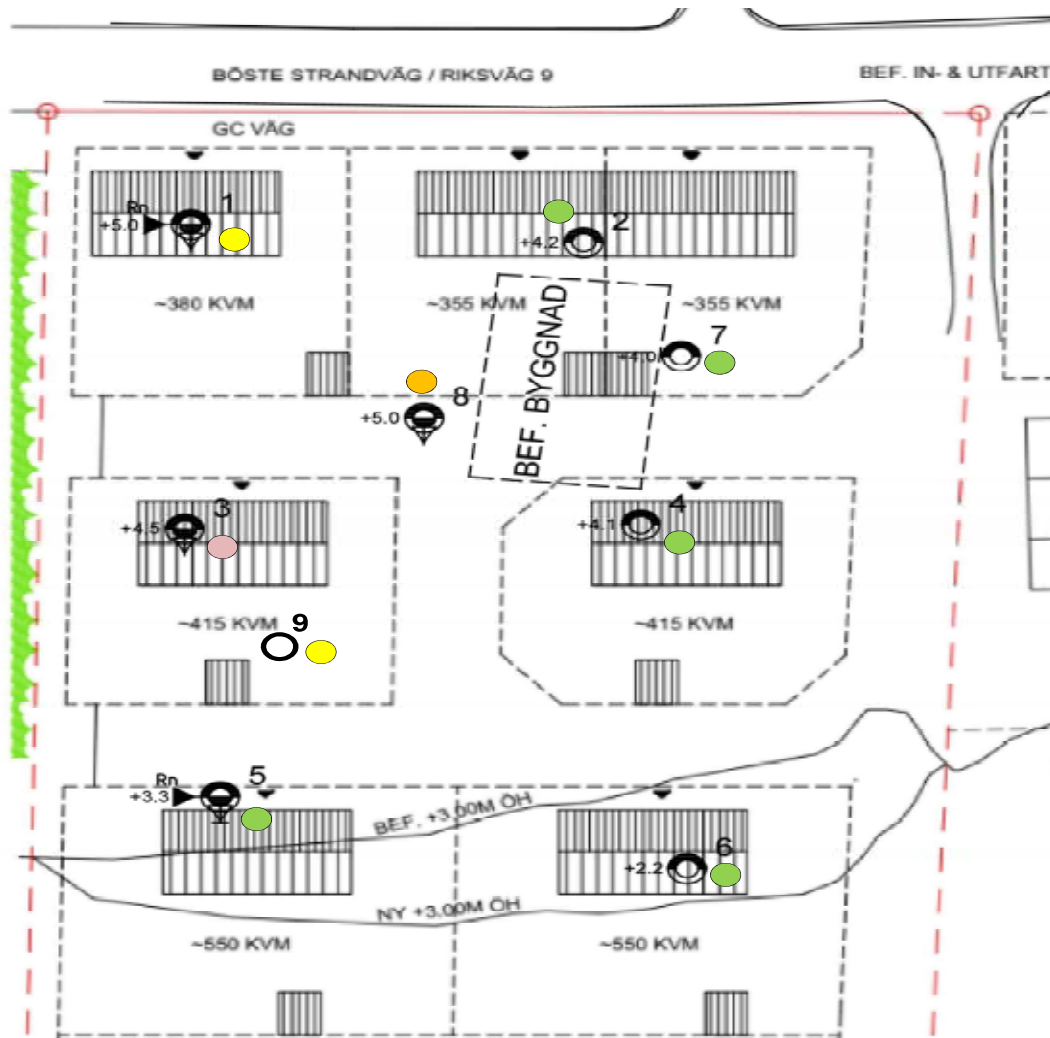 BÖSTE STRANDVÄG / RIKSVÄG 9
BEF. IN- & UTFART
GC VÄG
Rn
1
+5.0
2
+4.2
~380 KVM
~355 KVM
~355 KVM
BEF. BYGGNAD
7
+4.0
8
+5.0
3
+4.5
4
+4.1
~415 KVM
9
~415 KVM
Rn
5
+3.3
BEF. +3.00M ÖH
6
+2.2
NY +3.00M ÖH
~550 KVM
~550 KVM